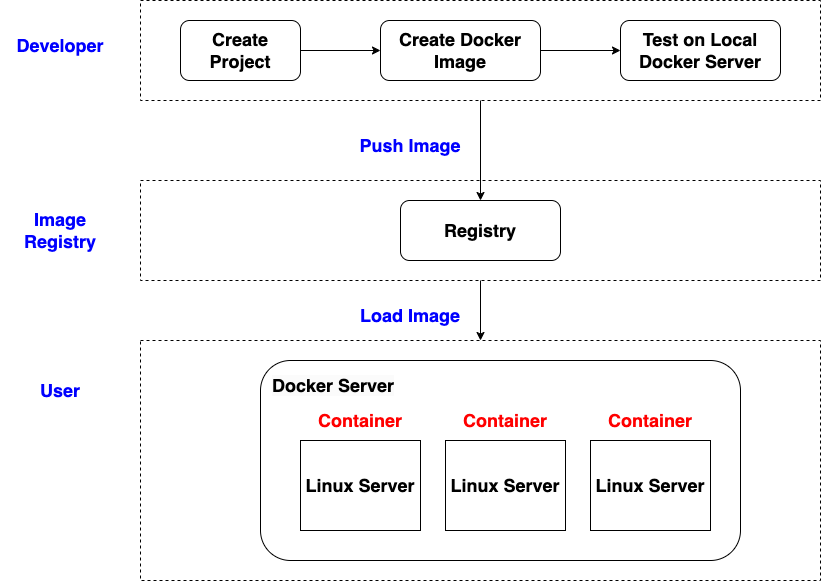 Developer
Create
Project
Create Docker
Image
Test on Local
Docker Server
Push Image
Image
Registry
Registry
Load Image
User
Docker Server
Container
Container
Container
Linux Server
Linux Server
Linux Server